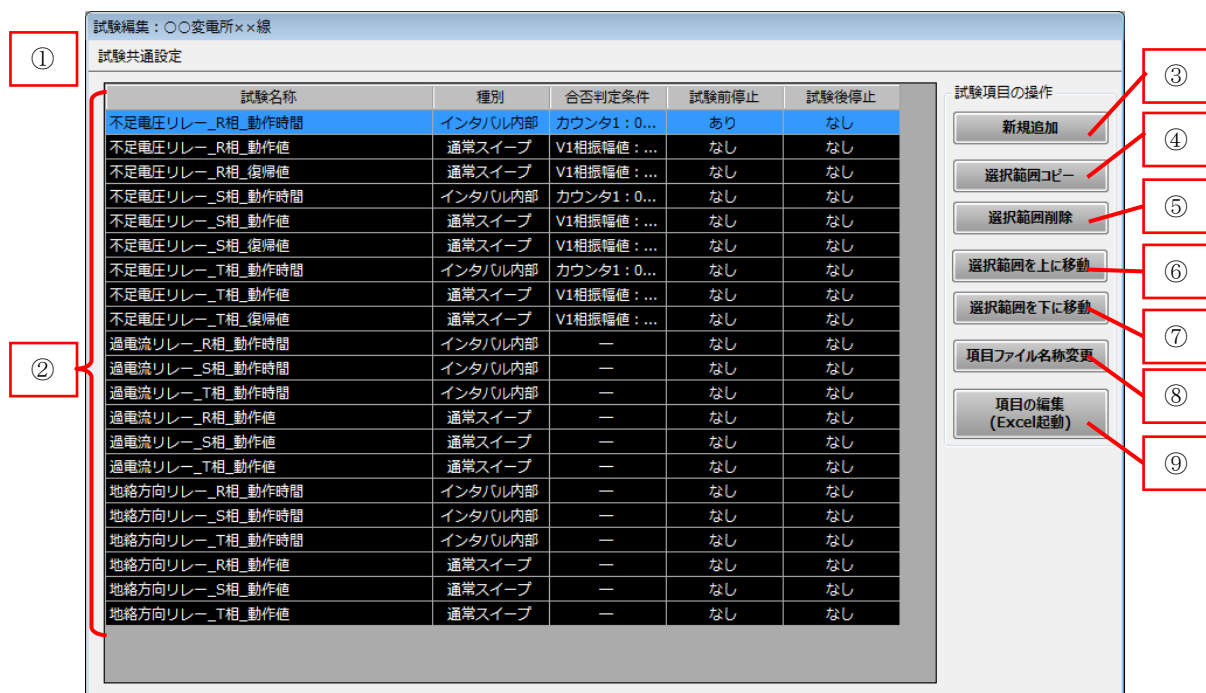 試験編集：○○変電所××線
①
試験共通設定
試験名称 種別 合否判定条件 試験前停止 試験後停止
不足電圧リレー_R相_動作時間 インタバル内部 カウンタ1：0... あり なし
不足電圧リレー_R相_動作値 通常スイープ V1相振幅値：... なし なし
不足電圧リレー_R相_復帰値 通常スイープ V1相振幅値：... なし なし
不足電圧リレー_S相_動作時間 インタバル内部 カウンタ1：0... なし なし
不足電圧リレー_S相_動作値 通常スイープ V1相振幅値：... なし なし
不足電圧リレー_S相_復帰値 通常スイープ V1相振幅値：... なし なし
不足電圧リレー_T相_動作時間 インタバル内部 カウンタ1：0... なし なし
不足電圧リレー_T相_動作値 通常スイープ V1相振幅値：... なし なし
不足電圧リレー_T相_復帰値 通常スイープ V1相振幅値：... なし なし
過電流リレー_R相_動作時間 インタバル内部 ― なし なし
過電流リレー_S相_動作時間 インタバル内部 ― なし なし
過電流リレー_T相_動作時間 インタバル内部 ― なし なし
過電流リレー_R相_動作値 通常スイープ ― なし なし
過電流リレー_S相_動作値 通常スイープ ― なし なし
過電流リレー_T相_動作値 通常スイープ ― なし なし
地絡方向リレー_R相_動作時間 インタバル内部 ― なし なし
地絡方向リレー_S相_動作時間 インタバル内部 ― なし なし
地絡方向リレー_T相_動作時間 インタバル内部 ― なし なし
地絡方向リレー_R相_動作値 通常スイープ ― なし なし
地絡方向リレー_S相_動作値 通常スイープ ― なし なし
地絡方向リレー_T相_動作値 通常スイープ ― なし なし
②
試験項目の操作
新規追加
選択範囲コピー
選択範囲削除
選択範囲を上に移動
選択範囲を下に移動
項目ファイル名称変更
項目の編集
(Excel起動)
③
④
⑤
⑥
⑦
⑧
⑨